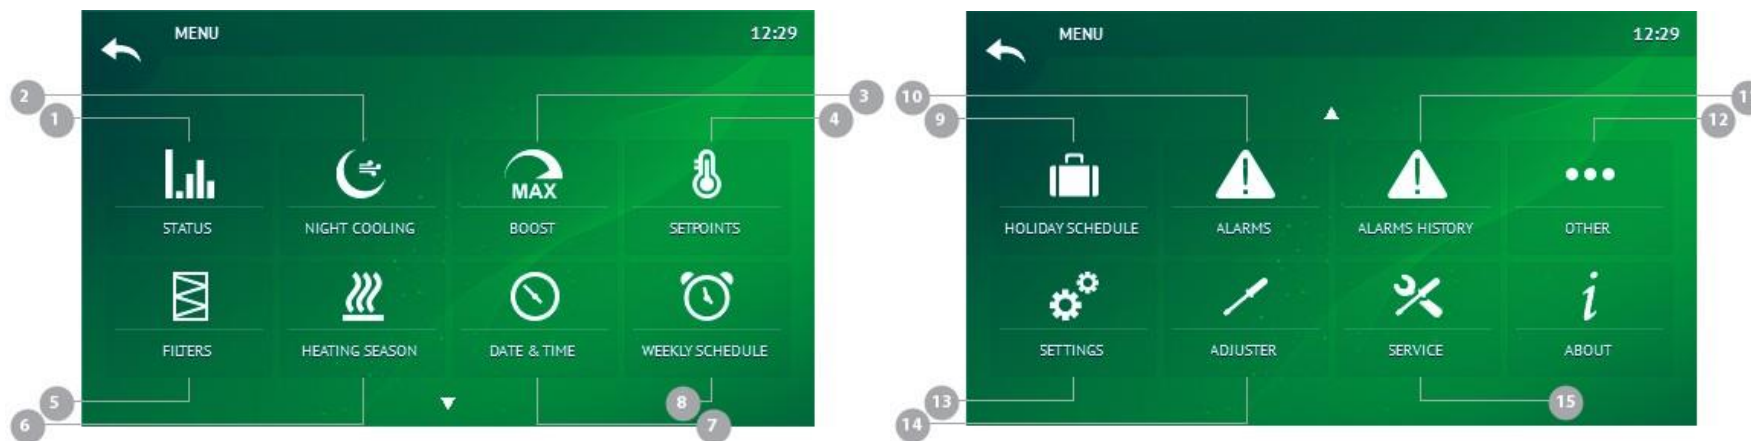 MENU 12:29
2
1
3
4
MAX
STATUS NIGHT COOLING BOOST SETPOINTS
FILTERS HEATING SEASON DATE & TIME WEEKLY SCHEDULE
5
6
8
7
MENU 12:29
10
9
11
12
HOLIDAY SCHEDULE ALARMS ALARMS HISTORY OTHER
i
SETTINGS ADJUSTER SERVICE ABOUT
13
14
15